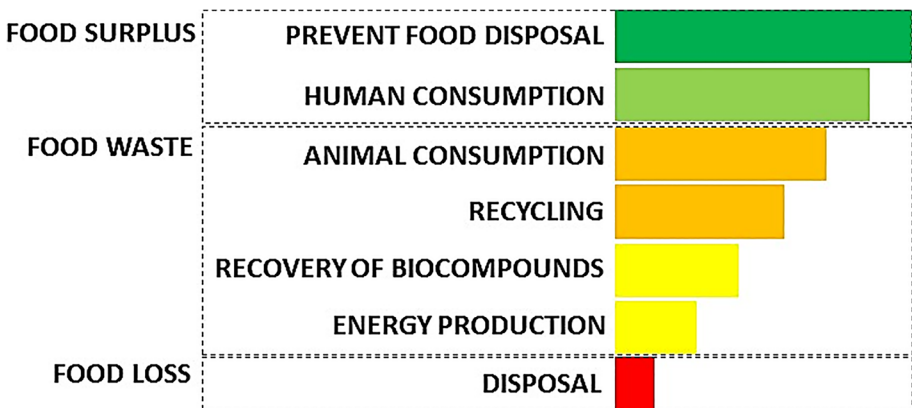 FOOD SURPLUS
PREVENT FOOD DISPOSAL
HUMAN CONSUMPTION
FOOD WASTE
ANIMAL CONSUMPTION
RECYCLING
RECOVERY OF BIOCOMPOUNDS
ENERGY PRODUCTION
FOOD LOSS
DISPOSAL